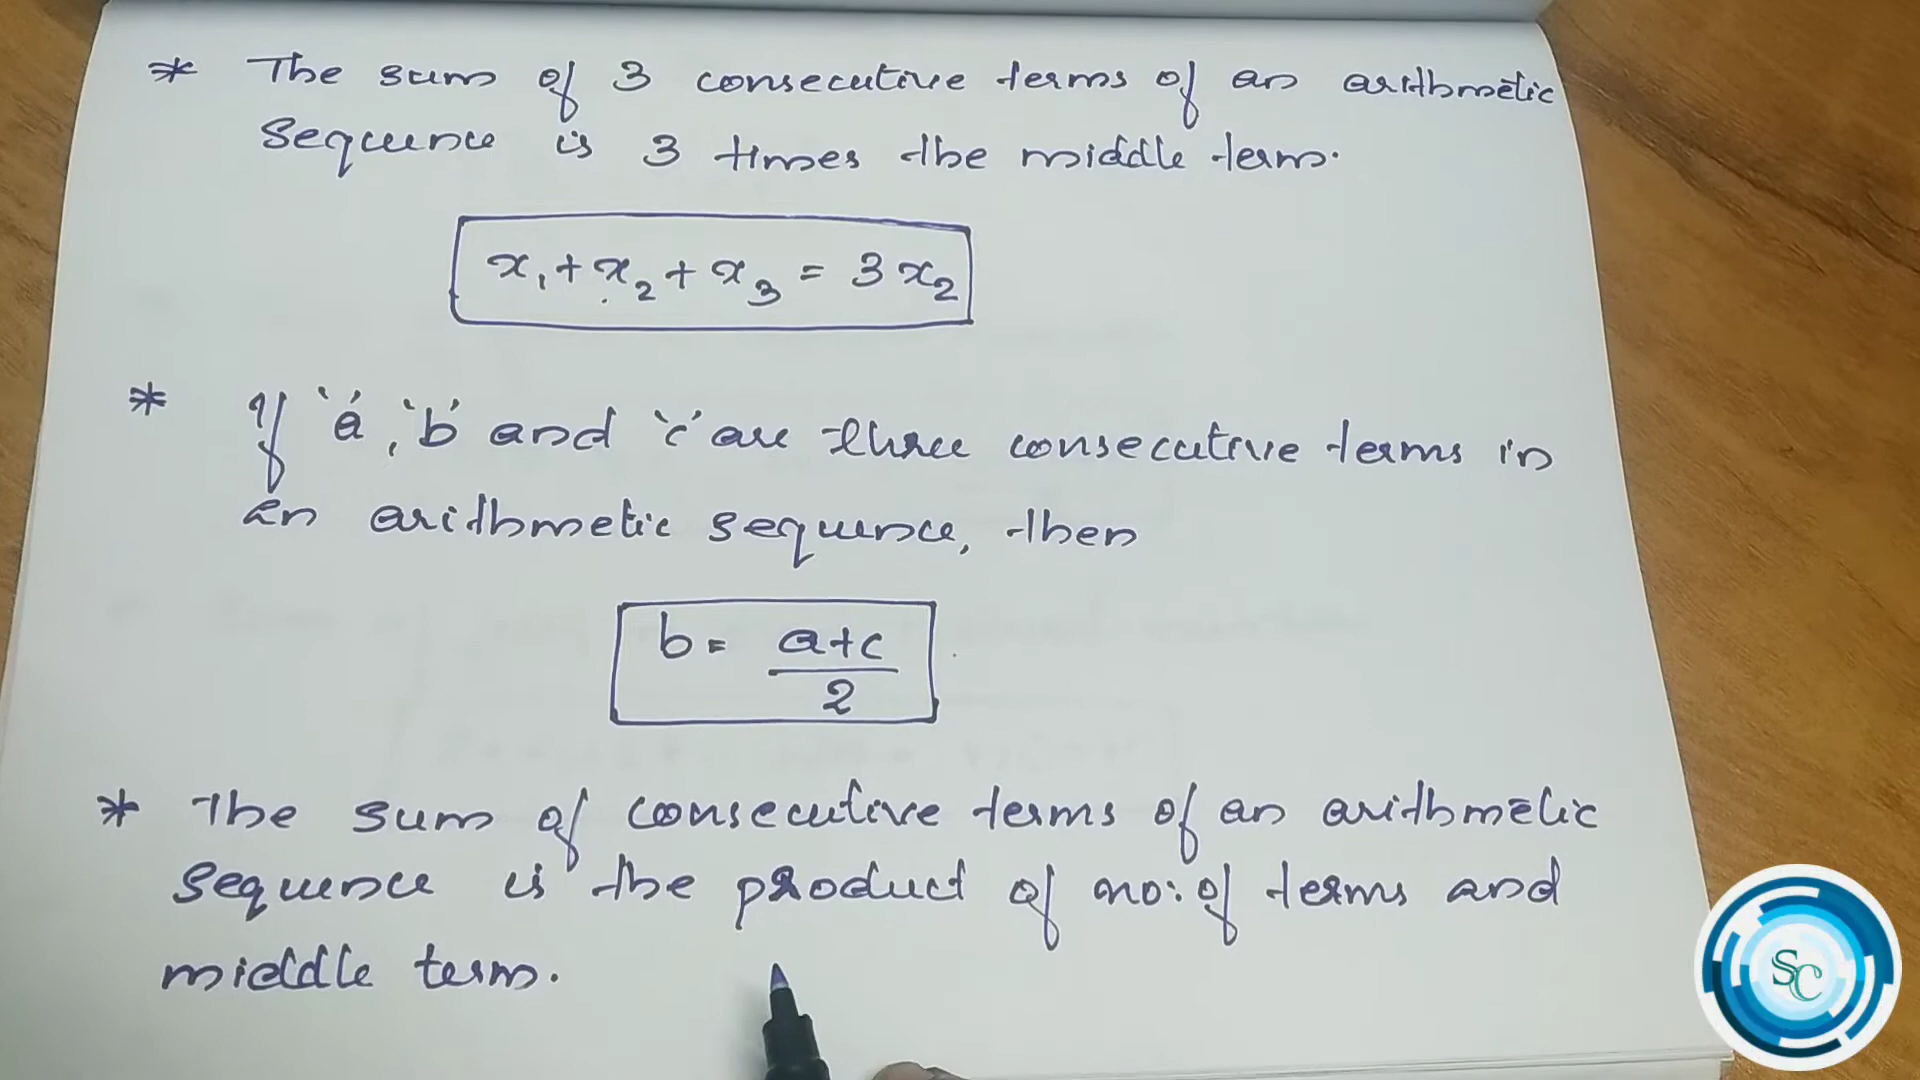 * The sum of 3 consecutive terms of an arithmetic
sequence is 3 times the middle term.
x₁ + x₂ + x₃ = 3x₂
* If 'a', 'b' and 'c' are three consecutive terms in
an arithmetic sequence, then
b = a+c
2
* The sum of consecutive terms of an arithmetic
sequence is the product of no: of terms and
middle term.
SC